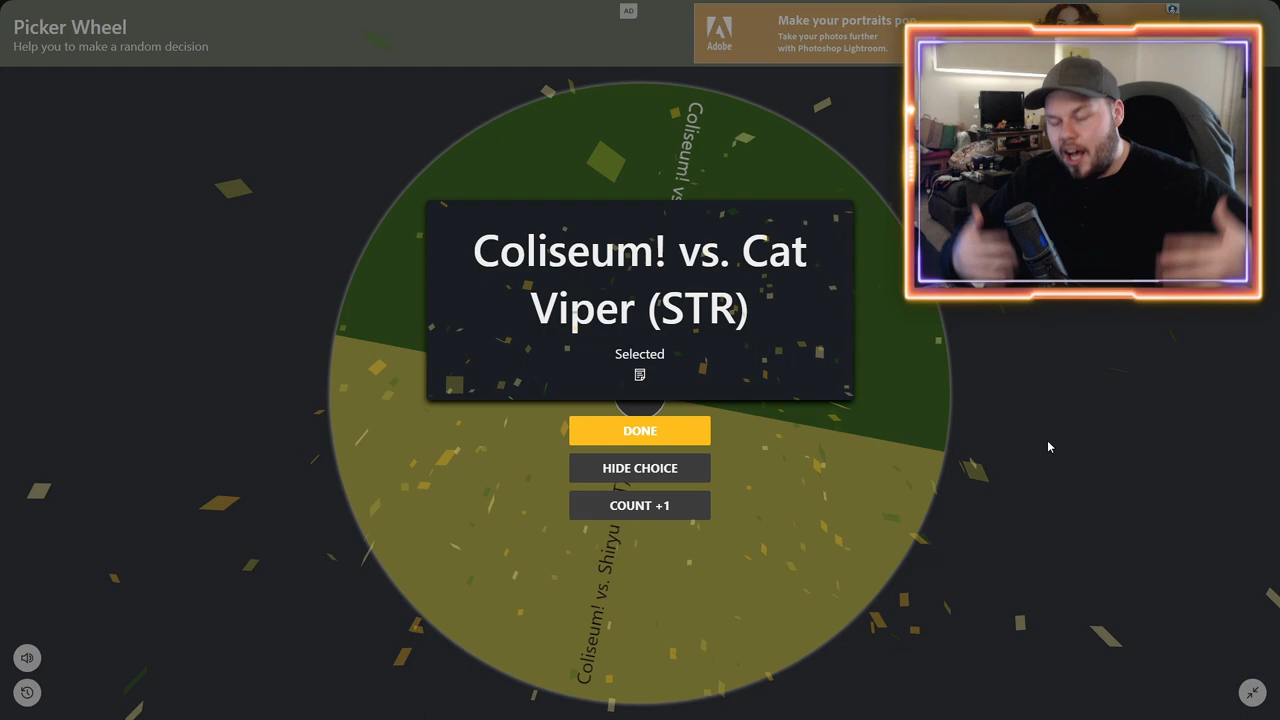 Picker Wheel
Help you to make a random decision
AD
Adobe
Make your portraits pop
Take your photos further
with Photoshop Lightroom.
Coliseum! vs
Coliseum! vs. Cat
Viper (STR)
Selected
DONE
HIDE CHOICE
COUNT +1
Coliseum! vs. Shiryu